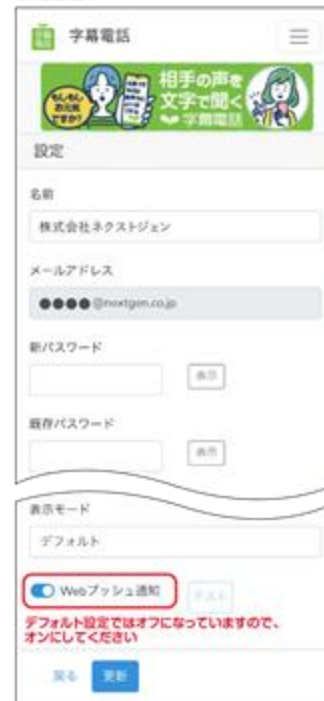 字幕電話
もしもし
お元気
ですか?
相手の声を
文字で聞く
字幕電話
設定
名前
株式会社ネクストジェン
メールアドレス
●●●●@nextgen.co.jp
新パスワード
表示
既存パスワード
表示
表示モード
デフォルト
Webプッシュ通知
テスト
デフォルト設定ではオフになっていますので、
オンにしてください
戻る 更新